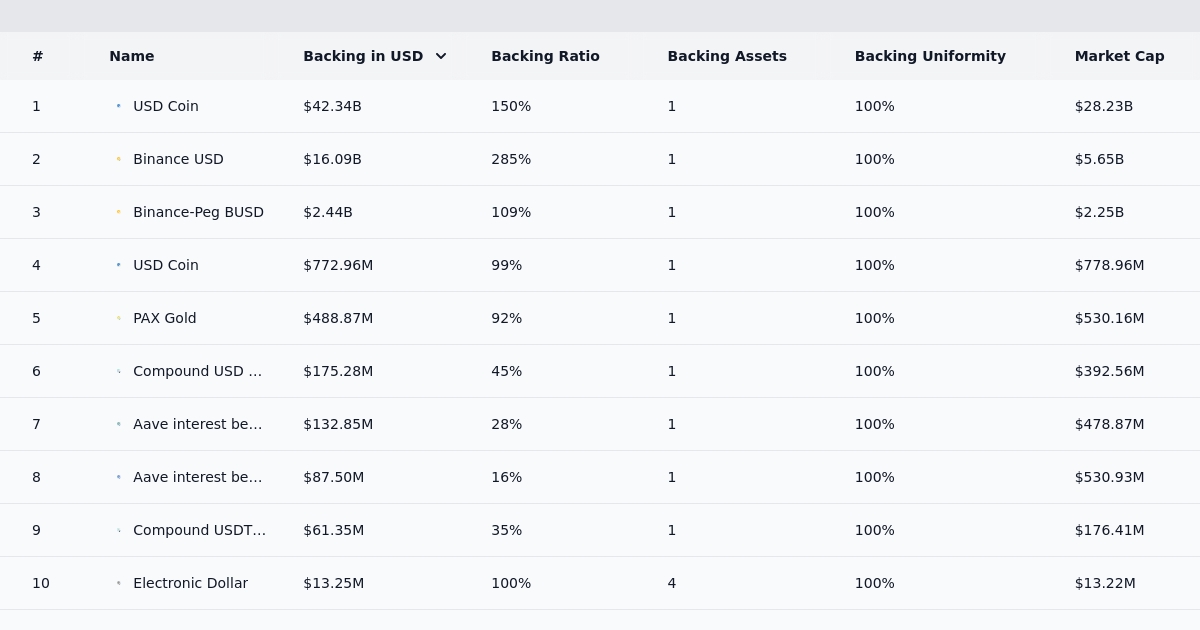 # Name Backing in USD Backing Ratio Backing Assets Backing Uniformity Market Cap
1 USD Coin $42.34B 150% 1 100% $28.23B
2 Binance USD $16.09B 285% 1 100% $5.65B
3 Binance-Peg BUSD $2.44B 109% 1 100% $2.25B
4 USD Coin $772.96M 99% 1 100% $778.96M
5 PAX Gold $488.87M 92% 1 100% $530.16M
6 Compound USD … $175.28M 45% 1 100% $392.56M
7 Aave interest be… $132.85M 28% 1 100% $478.87M
8 Aave interest be… $87.50M 16% 1 100% $530.93M
9 Compound USDT… $61.35M 35% 1 100% $176.41M
10 Electronic Dollar $13.25M 100% 4 100% $13.22M